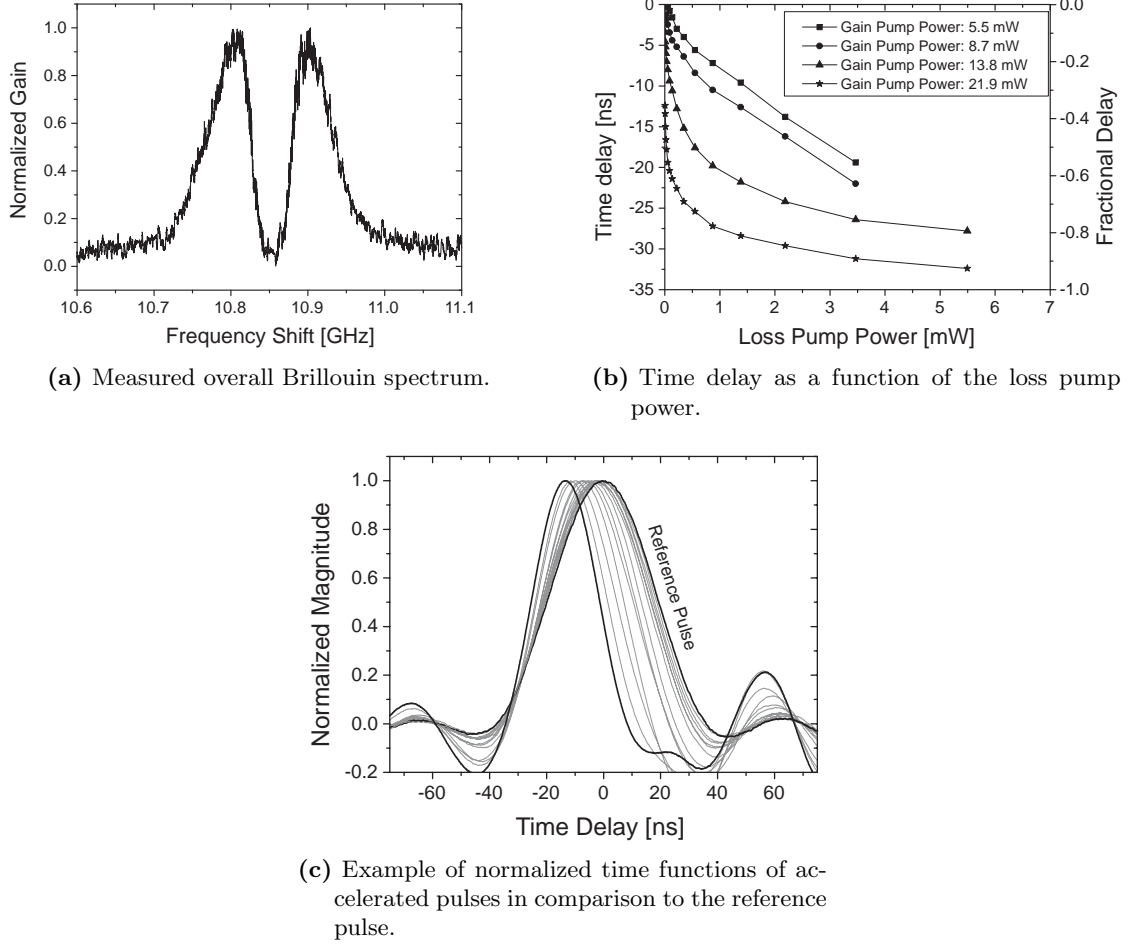 1.0
0.8
0.6
0.4
0.2
0.0
Normalized Gain
10.6 10.7 10.8 10.9 11.0 11.1
Frequency Shift [GHz]
(a) Measured overall Brillouin spectrum.
0
-5
-10
-15
-20
-25
-30
-35
Time delay [ns]
Gain Pump Power: 5.5 mW
Gain Pump Power: 8.7 mW
Gain Pump Power: 13.8 mW
Gain Pump Power: 21.9 mW
0.0
-0.2
-0.4
-0.6
-0.8
-1.0
Fractional Delay
0 1 2 3 4 5 6 7
Loss Pump Power [mW]
(b) Time delay as a function of the loss pump
power.
1.0
0.8
0.6
0.4
0.2
0.0
-0.2
Normalized Magnitude
Reference Pulse
-60 -40 -20 0 20 40 60
Time Delay [ns]
(c) Example of normalized time functions of ac-
celerated pulses in comparison to the reference
pulse.